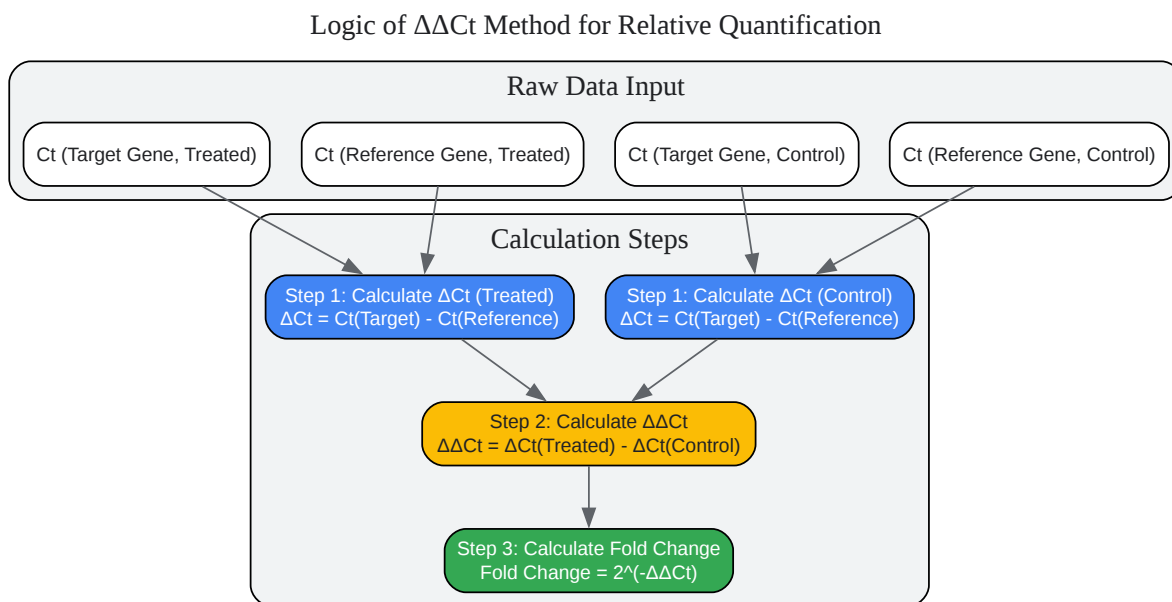 Logic of ΔΔCt Method for Relative Quantification
Raw Data Input
Ct (Target Gene, Treated)
Ct (Reference Gene, Treated)
Ct (Target Gene, Control)
Ct (Reference Gene, Control)
Calculation Steps
Step 1: Calculate ΔCt (Treated)
ΔCt = Ct(Target) - Ct(Reference)
Step 1: Calculate ΔCt (Control)
ΔCt = Ct(Target) - Ct(Reference)
Step 2: Calculate ΔΔCt
ΔΔCt = ΔCt(Treated) - ΔCt(Control)
Step 3: Calculate Fold Change
Fold Change = 2^(-ΔΔCt)